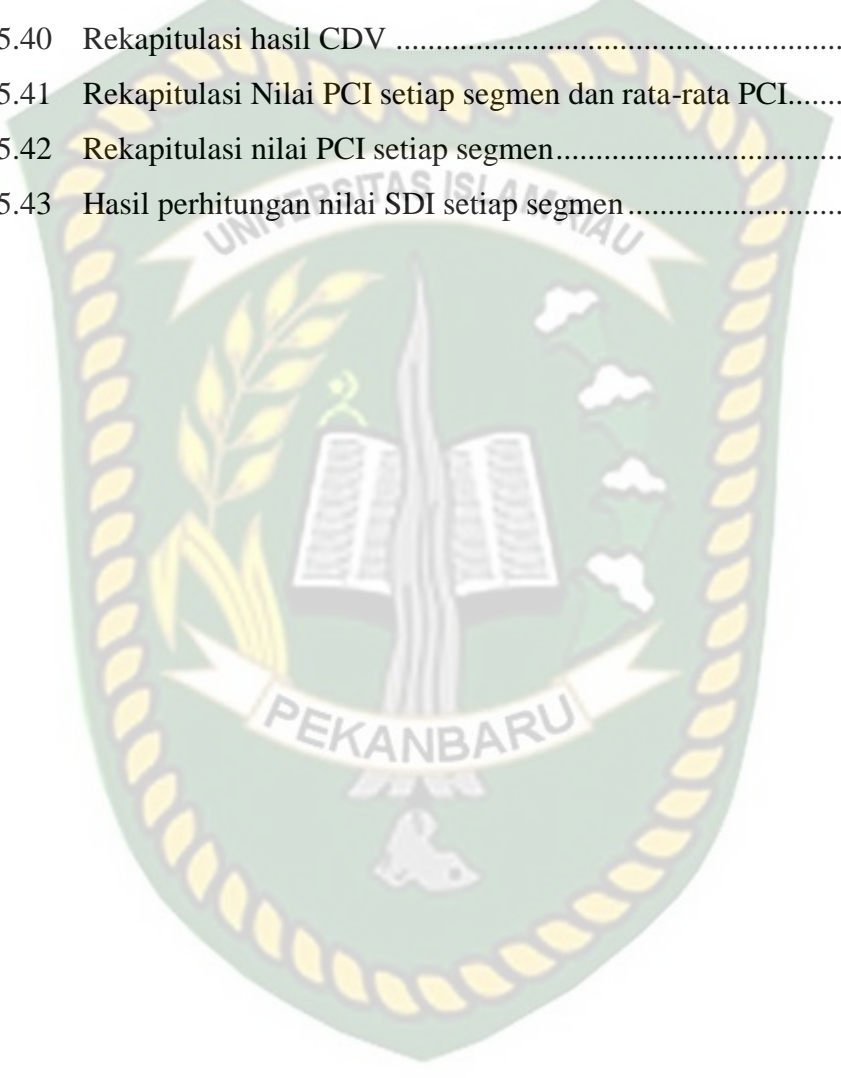 5.40 Rekapitulasi hasil CDV ..................................................
5.41 Rekapitulasi Nilai PCI setiap segmen dan rata-rata PCI.......
5.42 Rekapitulasi nilai PCI setiap segmen................................
5.43 Hasil perhitungan nilai SDI setiap segmen........................
UNIVERSITAS ISLAM RIAU
PEKANBARU